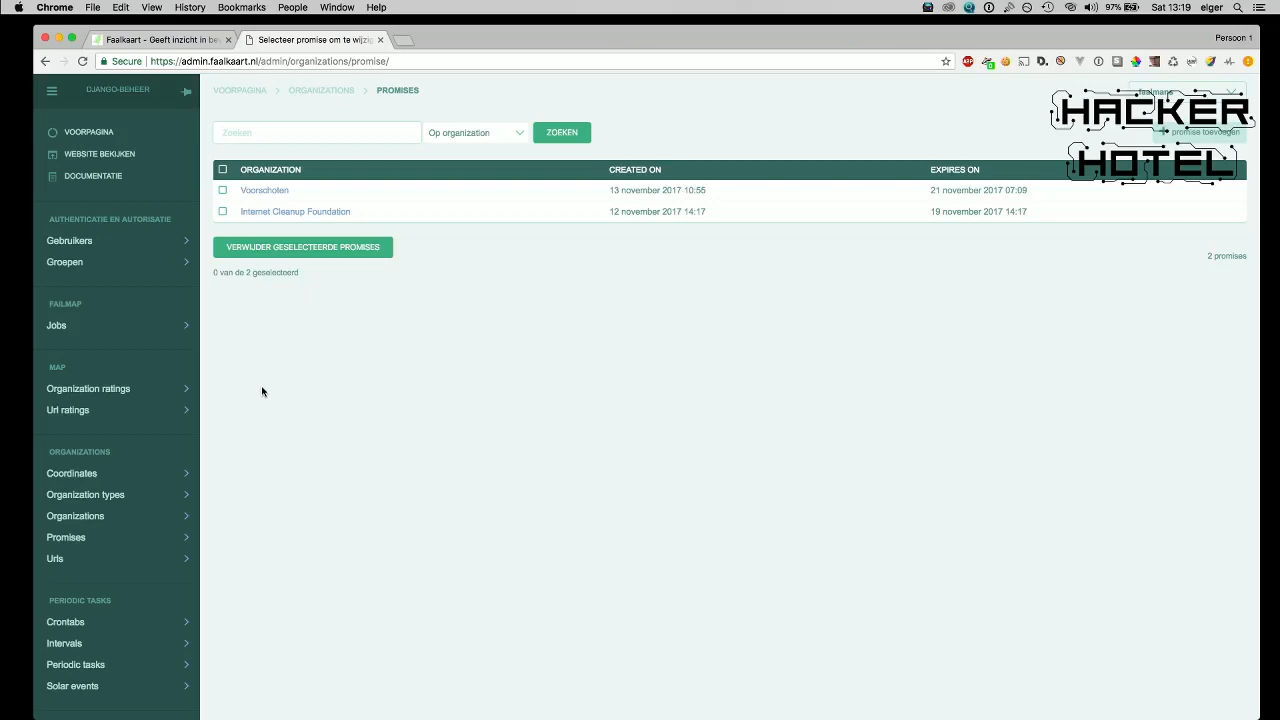 Chrome File Edit View History Bookmarks People Window Help
97% Sat 13:19 elger
Faalkaart - Geeft inzicht in be
Selecteer promise om te wijzig
Persoon 1
Secure https://admin.faalkaart.nl/admin/organizations/promise/
DJANGO-BEHEER
VOORPAGINA
WEBSITE BEKIJKEN
DOCUMENTATIE
AUTHENTICATIE EN AUTORISATIE
Gebruikers
Groepen
FAILMAP
Jobs
MAP
Organization ratings
Url ratings
ORGANIZATIONS
Coordinates
Organization types
Organizations
Promises
Urls
PERIODIC TASKS
Crontabs
Intervals
Periodic tasks
Solar events
VOORPAGINA ORGANIZATIONS PROMISES
HACKER
HOTEL
promise toevoegen
Zoeken Op organization ZOEKEN
ORGANIZATION CREATED ON EXPIRES ON
Voorschoten 13 november 2017 10:55 21 november 2017 07:09
Internet Cleanup Foundation 12 november 2017 14:17 19 november 2017 14:17
VERWIJDER GESELECTEERDE PROMISES
2 promises
0 van de 2 geselecteerd